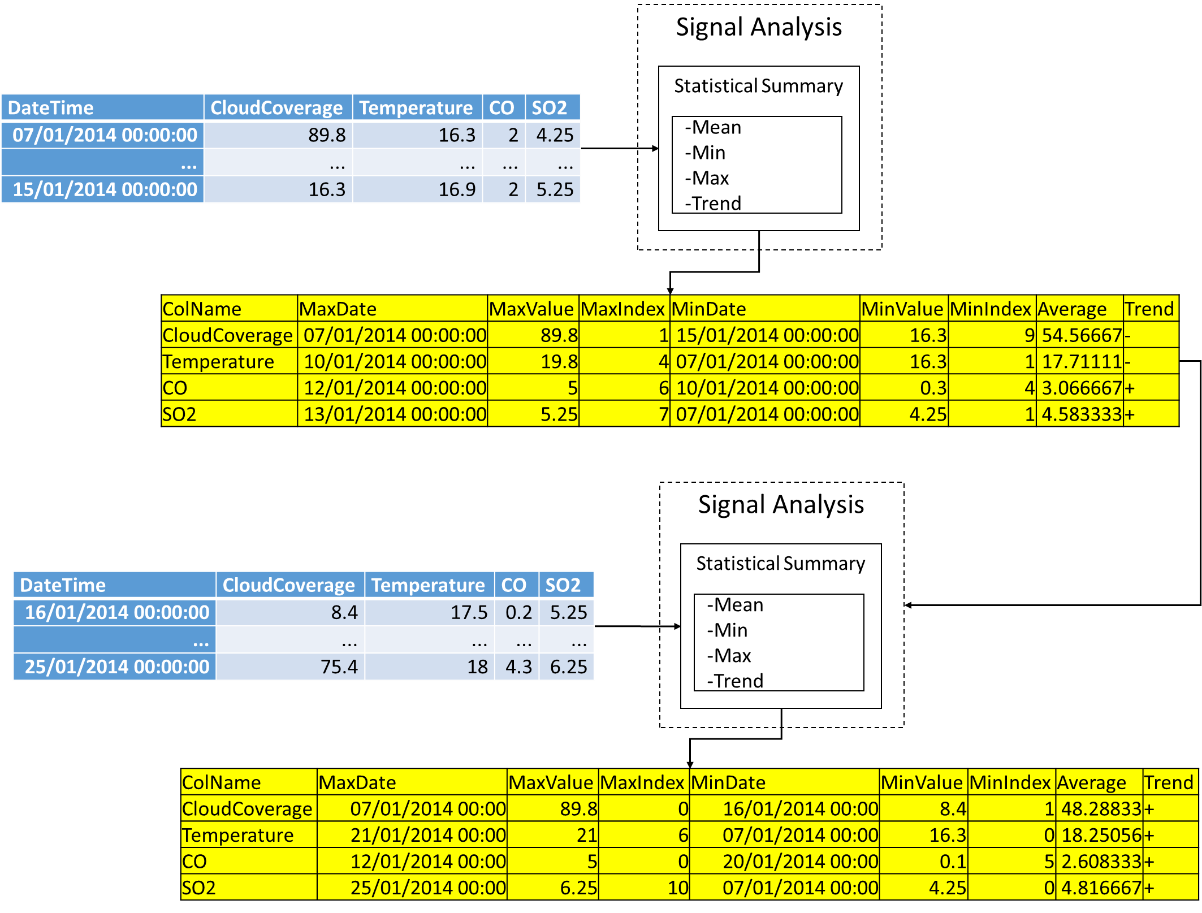 Signal Analysis
Statistical Summary
-Mean
-Min
-Max
-Trend
DateTime CloudCoverage Temperature CO SO2
07/01/2014 00:00:00 89.8 16.3 2 4.25
... ... ... ... ...
15/01/2014 00:00:00 16.3 16.9 2 5.25
ColName MaxDate MaxValue MaxIndex MinDate MinValue MinIndex Average Trend
CloudCoverage 07/01/2014 00:00:00 89.8 1 15/01/2014 00:00:00 16.3 9 54.56667 -
Temperature 10/01/2014 00:00:00 19.8 4 07/01/2014 00:00:00 16.3 1 17.71111 -
CO 12/01/2014 00:00:00 5 6 10/01/2014 00:00:00 0.3 4 3.066667 +
SO2 13/01/2014 00:00:00 5.25 7 07/01/2014 00:00:00 4.25 1 4.583333 +
Signal Analysis
Statistical Summary
-Mean
-Min
-Max
-Trend
DateTime CloudCoverage Temperature CO SO2
16/01/2014 00:00:00 8.4 17.5 0.2 5.25
... ... ... ... ...
25/01/2014 00:00:00 75.4 18 4.3 6.25
ColName MaxDate MaxValue MaxIndex MinDate MinValue MinIndex Average Trend
CloudCoverage 07/01/2014 00:00 89.8 0 16/01/2014 00:00 8.4 1 48.28833 +
Temperature 21/01/2014 00:00 21 6 07/01/2014 00:00 16.3 0 18.25056 +
CO 12/01/2014 00:00 5 0 20/01/2014 00:00 0.1 5 2.608333 +
SO2 25/01/2014 00:00 6.25 10 07/01/2014 00:00 4.25 0 4.816667 +